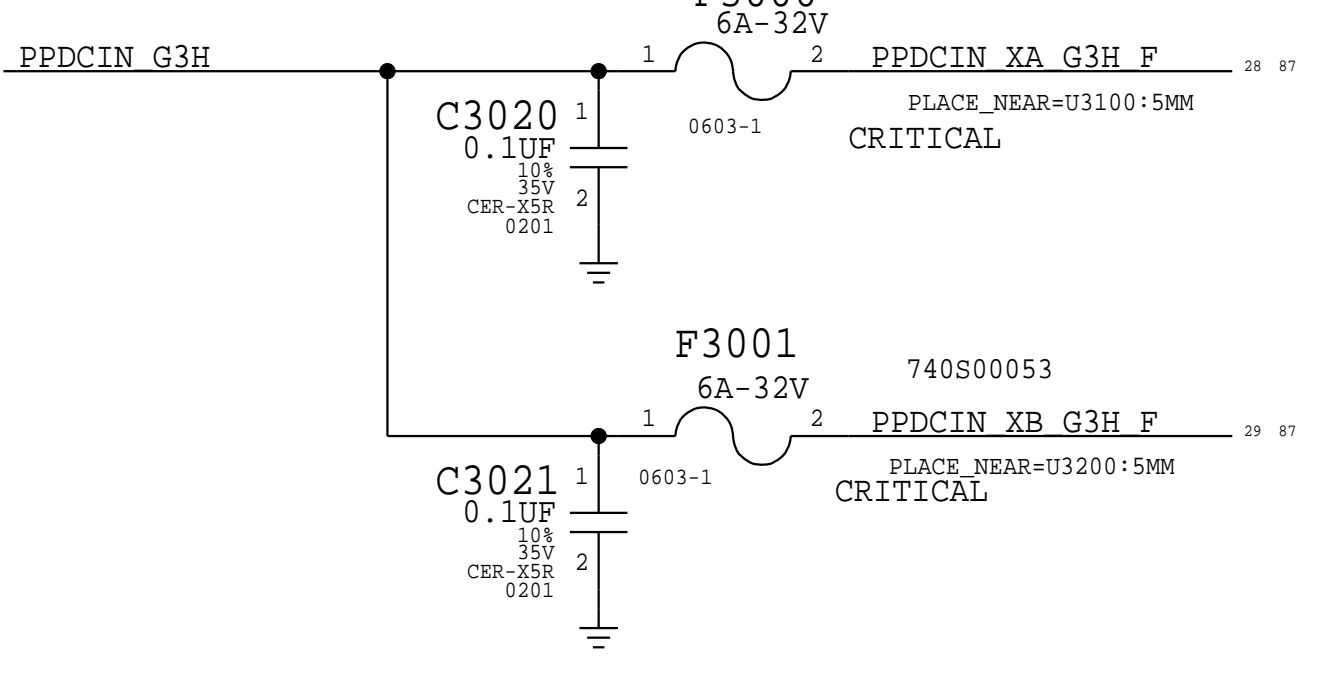 6A-32V
PPDCIN_G3H
1
2
PPDCIN_XA_G3H_F
28 87
PLACE_NEAR=U3100:5MM
0603-1
CRITICAL
C3020
1
0.1UF
10%
35V
CER-X5R
0201
2
F3001
740S00053
6A-32V
1
2
PPDCIN_XB_G3H_F
29 87
PLACE_NEAR=U3200:5MM
0603-1
CRITICAL
C3021
1
0.1UF
10%
35V
CER-X5R
0201
2